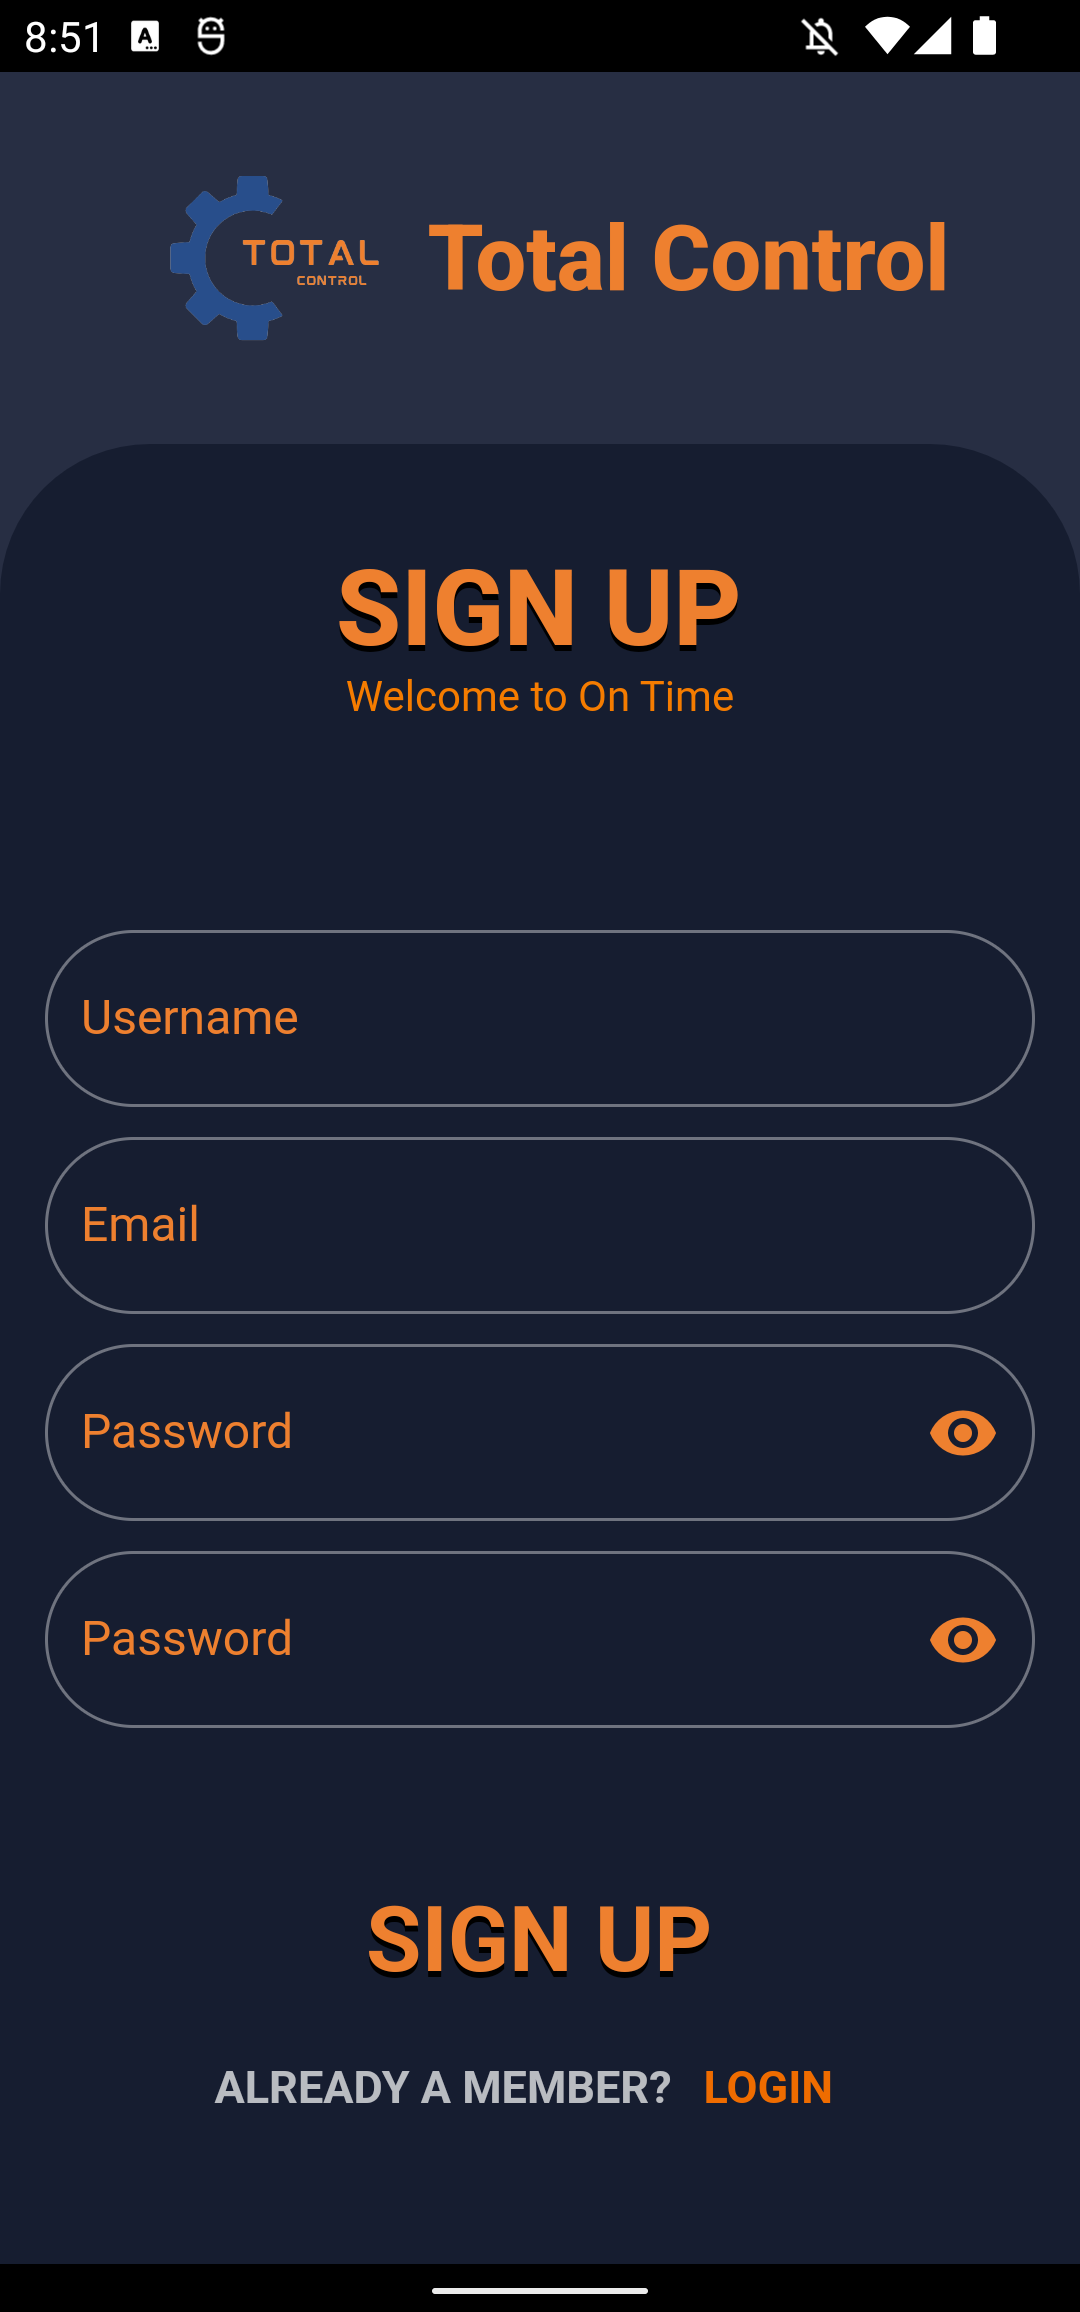 8:51
TOTAL
CONTROL
Total Control
SIGN UP
Welcome to On Time
Username
Email
Password
Password
SIGN UP
ALREADY A MEMBER? LOGIN